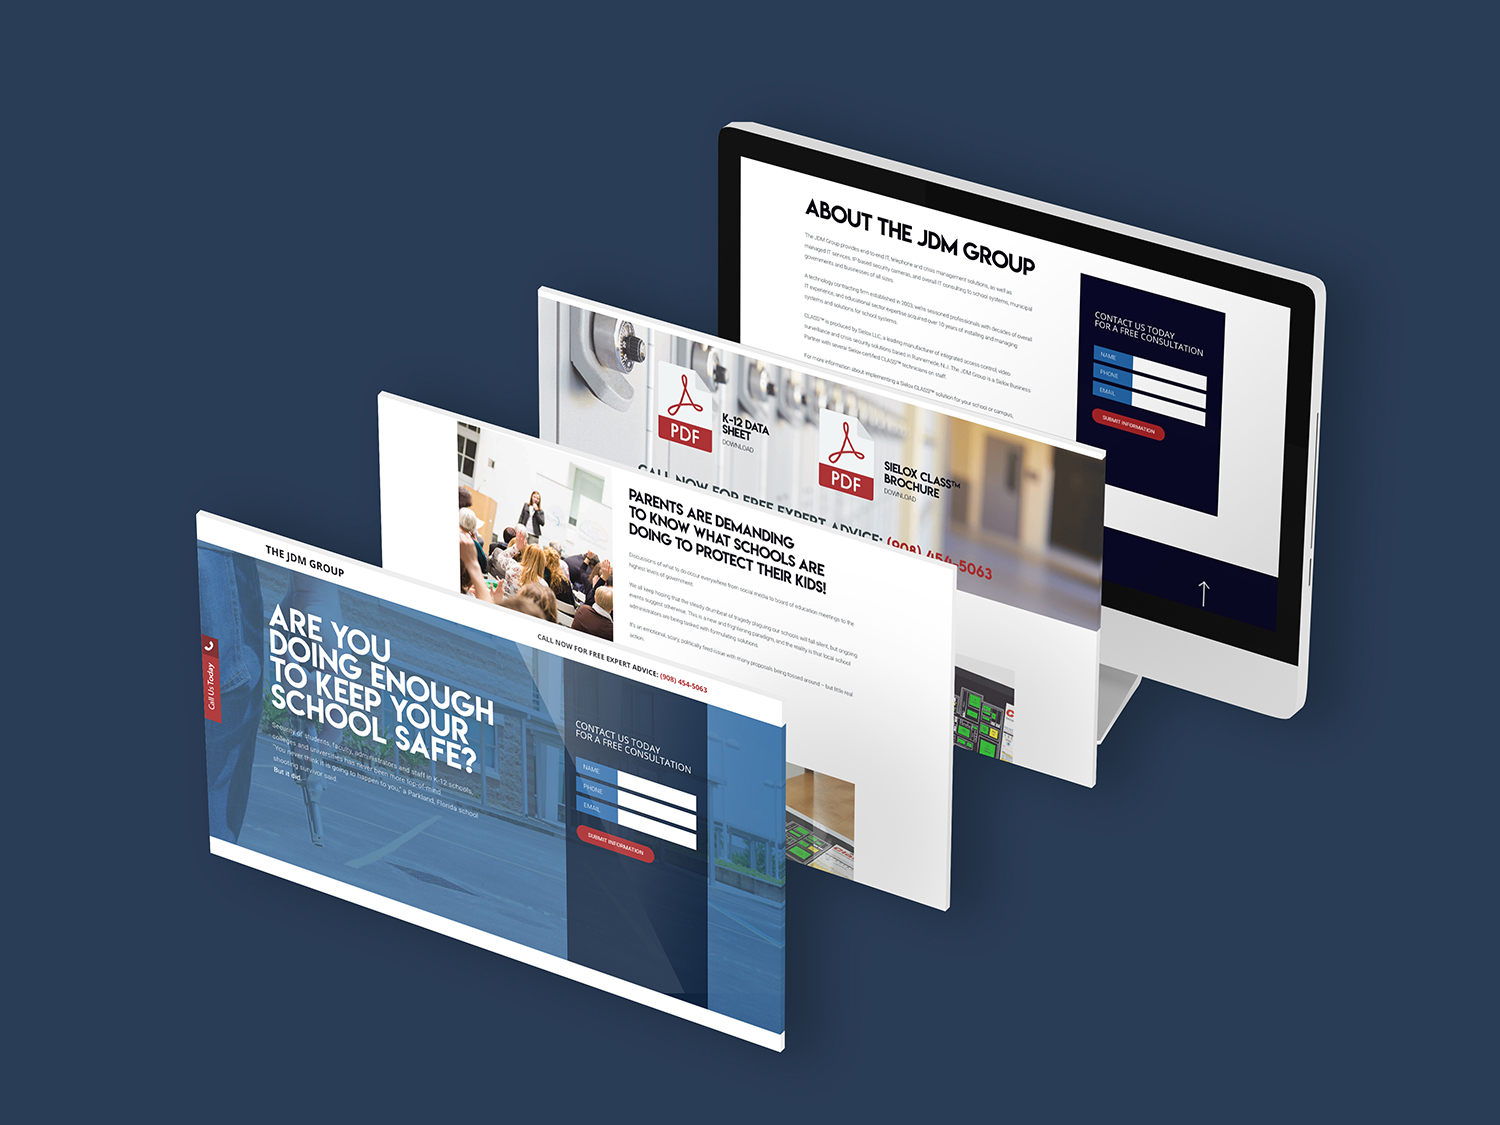 ABOUT THE JDM GROUP
The JDM Group provides end to end IT, telephone and crisis management solutions, as well as
managed IT services, IP-based security cameras, and overall IT consulting to school systems, municipal
governments and businesses of all sizes.
A technology contracting firm established in 2003, we're seasoned professionals with decades of overall
IT experience, and educational sector expertise acquired over 10 years of installing and managing
systems and solutions for school systems.
CLASS™ is produced by Sielox LLC, a leading manufacturer of integrated access control, video
surveillance and crisis security solutions based in Runnemede, N.J. The JDM Group is a Sielox Business
Partner with several Sielox certified CLASS™ technicians on staff.
For more information about implementing a Sielox CLASS™ solution for your school or campus,
CONTACT US TODAY
FOR A FREE CONSULTATION
NAME
PHONE
EMAIL
SUBMIT INFORMATION
PDF
K-12 DATA
SHEET
DOWNLOAD
PDF
SIELOX CLASS™
BROCHURE
DOWNLOAD
CALL NOW FOR FREE EXPERT ADVICE: (908) 454-5063
PARENTS ARE DEMANDING
TO KNOW WHAT SCHOOLS ARE
DOING TO PROTECT THEIR KIDS!
Discussions of what to do occur everywhere from social media to board of education meetings to the
highest levels of government.
We all keep hoping that the steady drumbeat of tragedy plaguing our schools will fall silent, but ongoing
events suggest otherwise. This is a new and frightening paradigm, and the reality is that local school
administrators are being tasked with formulating solutions.
It's an emotional, scary, politically fired issue with many proposals being tossed around – but little real
action.
THE JDM GROUP
CALL NOW FOR FREE EXPERT ADVICE: (908) 454-5063
Call Us Today
ARE YOU
DOING ENOUGH
TO KEEP YOUR
SCHOOL SAFE?
Security of students, faculty, administrators and staff in K-12 schools,
colleges and universities has never been more top-of-mind.
"You never think it is going to happen to you," a Parkland, Florida school
shooting survivor said.
But it did.
CONTACT US TODAY
FOR A FREE CONSULTATION
NAME
PHONE
EMAIL
SUBMIT INFORMATION